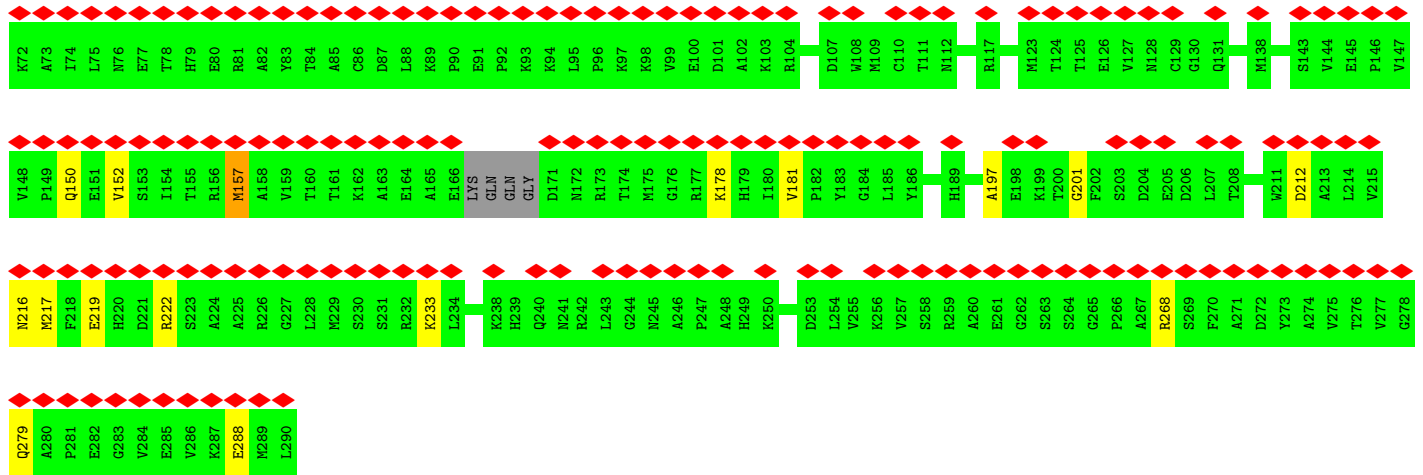 K72 A73 I74 L75 N76 E77 T78 H79 E80 R81 A82 Y83 T84 A85 C86 D87 L88 K89 P90 E91 P92 K93 K94 L95 P96 K97 K98 V99 E100 D101 A102 K103 R104 D107 W108 M109 C110 T111 N112 R117 M123 T124 T125 E126 V127 N128 C129 G130 Q131 M138 S143 V144 E145 P146 V147
V148 P149 Q150 E151 V152 S153 I154 T155 R156 M157 A158 V159 T160 T161 K162 A163 E164 A165 E166 LYS GLN GLN GLY D171 N172 R173 T174 M175 G176 R177 K178 H179 I180 V181 P182 Y183 G184 L185 Y186 H189 A197 E198 K199 T200 G201 F202 S203 D204 E205 D206 L207 T208 W211 D212 A213 L214 V215
N216 M217 F218 E219 H220 D221 R222 S223 A224 A225 R226 G227 L228 M229 S230 S231 R232 K233 L234 K238 H239 Q240 N241 R242 L243 G244 N245 A246 P247 A248 H249 K250 D253 L254 V255 K256 V257 S258 R259 A260 E261 G262 S263 S264 G265 P266 A267 R268 S269 F270 A271 D272 Y273 A274 V275 T276 V277 G278
Q279 A280 P281 E282 G283 V284 E285 V286 K287 E288 M289 L290